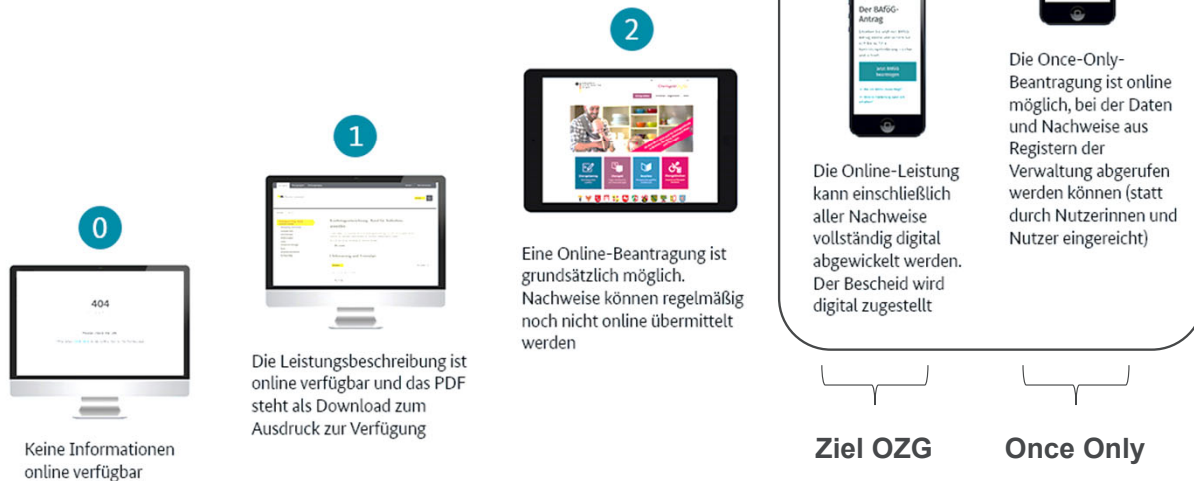 0
404
Keine Informationen
online verfügbar
1
Die Leistungsbeschreibung ist
online verfügbar und das PDF
steht als Download zum
Ausdruck zur Verfügung
2
Eine Online-Beantragung ist
grundsätzlich möglich.
Nachweise können regelmäßig
noch nicht online übermittelt
werden
Der BAföG-
Antrag
Die Online-Leistung
kann einschließlich
aller Nachweise
vollständig digital
abgewickelt werden.
Der Bescheid wird
digital zugestellt
Die Once-Only-
Beantragung ist online
möglich, bei der Daten
und Nachweise aus
Registern der
Verwaltung abgerufen
werden können (statt
durch Nutzerinnen und
Nutzer eingereicht)
Ziel OZG
Once Only